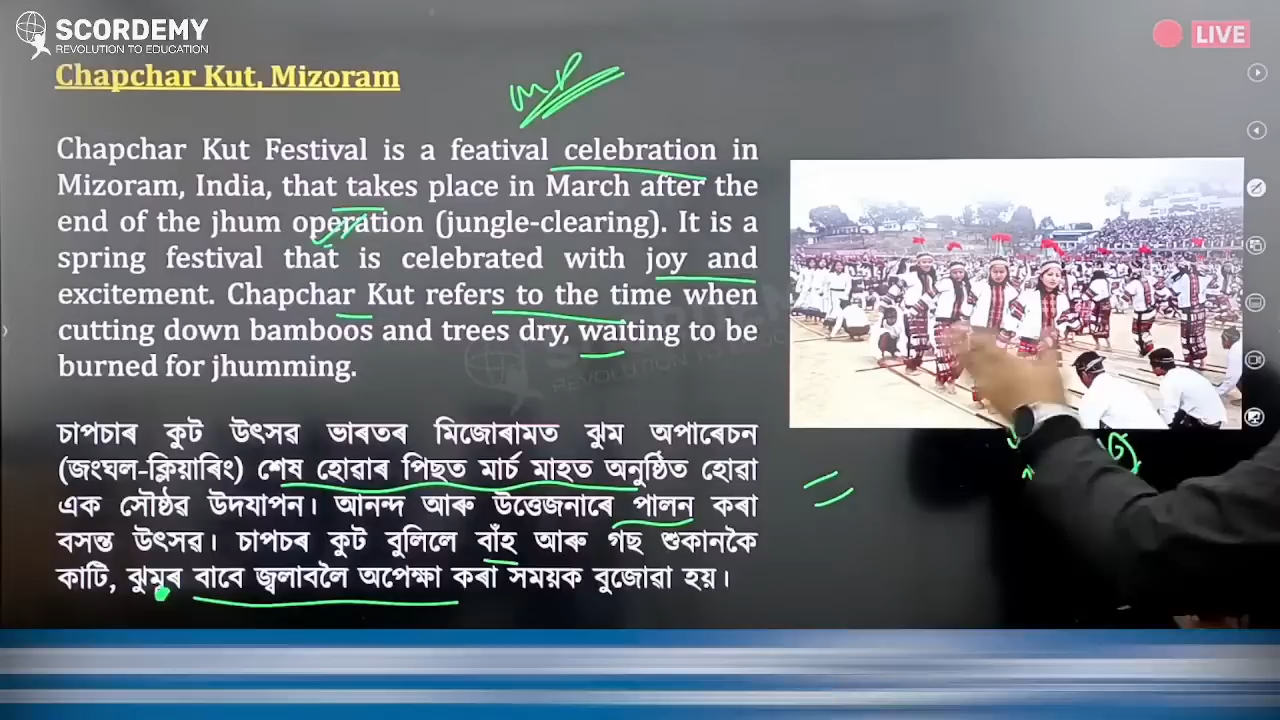 SCORDEMY
REVOLUTION TO EDUCATION
LIVE
Chapchar Kut, Mizoram
Chapchar Kut Festival is a featival celebration in
Mizoram, India, that takes place in March after the
end of the jhum operation (jungle-clearing). It is a
spring festival that is celebrated with joy and
excitement. Chapchar Kut refers to the time when
cutting down bamboos and trees dry, waiting to be
burned for jhumming.
চাপচাৰ কুট উৎসৱ ভাৰতৰ মিজোৰামত ঝুম অপাৰেচন
(জংঘল-ক্লিয়াৰিং) শেষ হোৱাৰ পিছত মাৰ্চ মাহত অনুষ্ঠিত হোৱা
এক সৌষ্ঠৱ উদযাপন। আনন্দ আৰু উত্তেজনাৰে পালন কৰা
বসন্ত উৎসৱ। চাপচৰ কুট বুলিলে বাঁহ আৰু গছ শুকানকৈ
কাটি, ঝুমুৰ বাবে জ্বলাবলৈ অপেক্ষা কৰা সময়ক বুজোৱা হয়।